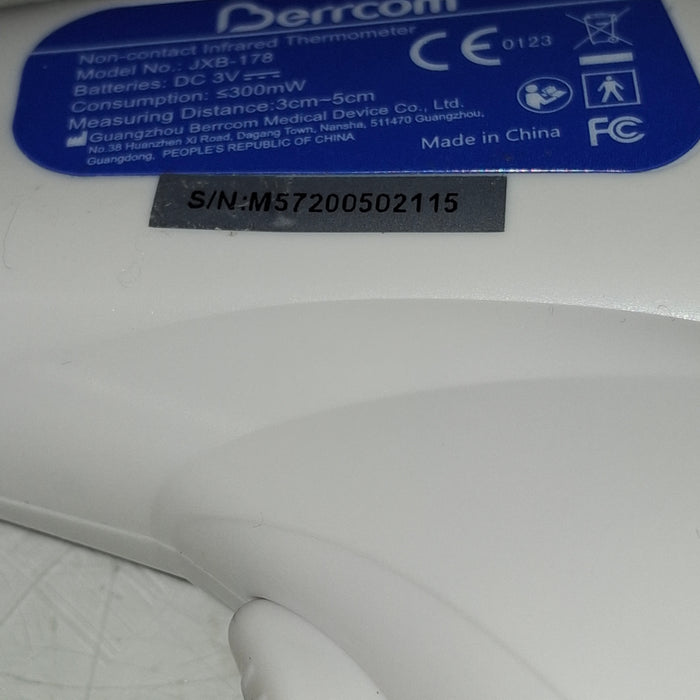 Berrcom
Non-contact Infrared Thermometer
Model No.: JXB-178
Batteries: DC 3V
Consumption: ≤300mW
Measuring Distance:3cm~5cm
Guangzhou Berrcom Medical Device Co., Ltd.
No.38 Huanzhen Xi Road, Dagang Town, Nansha, 511470 Guangzhou,
Guangdong, PEOPLE'S REPUBLIC OF CHINA
CE 0123
Made in China
FC
S/N:M57200502115